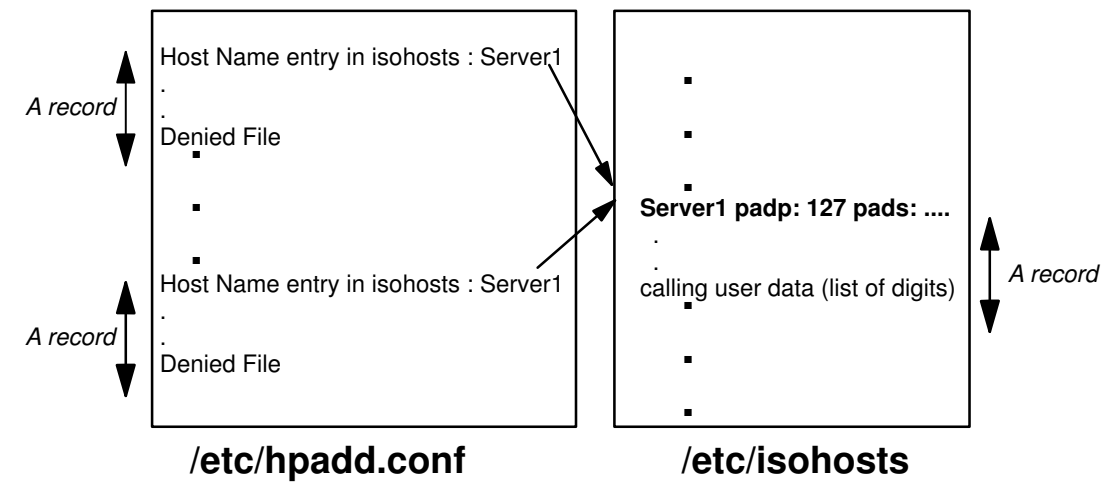 Host Name entry in isohosts : Server1
.
.
Denied File
A record
Host Name entry in isohosts : Server1
.
.
Denied File
A record
/etc/hpadd.conf
Server1 padp: 127 pads: ....
.
.
calling user data (list of digits)
A record
/etc/isohosts